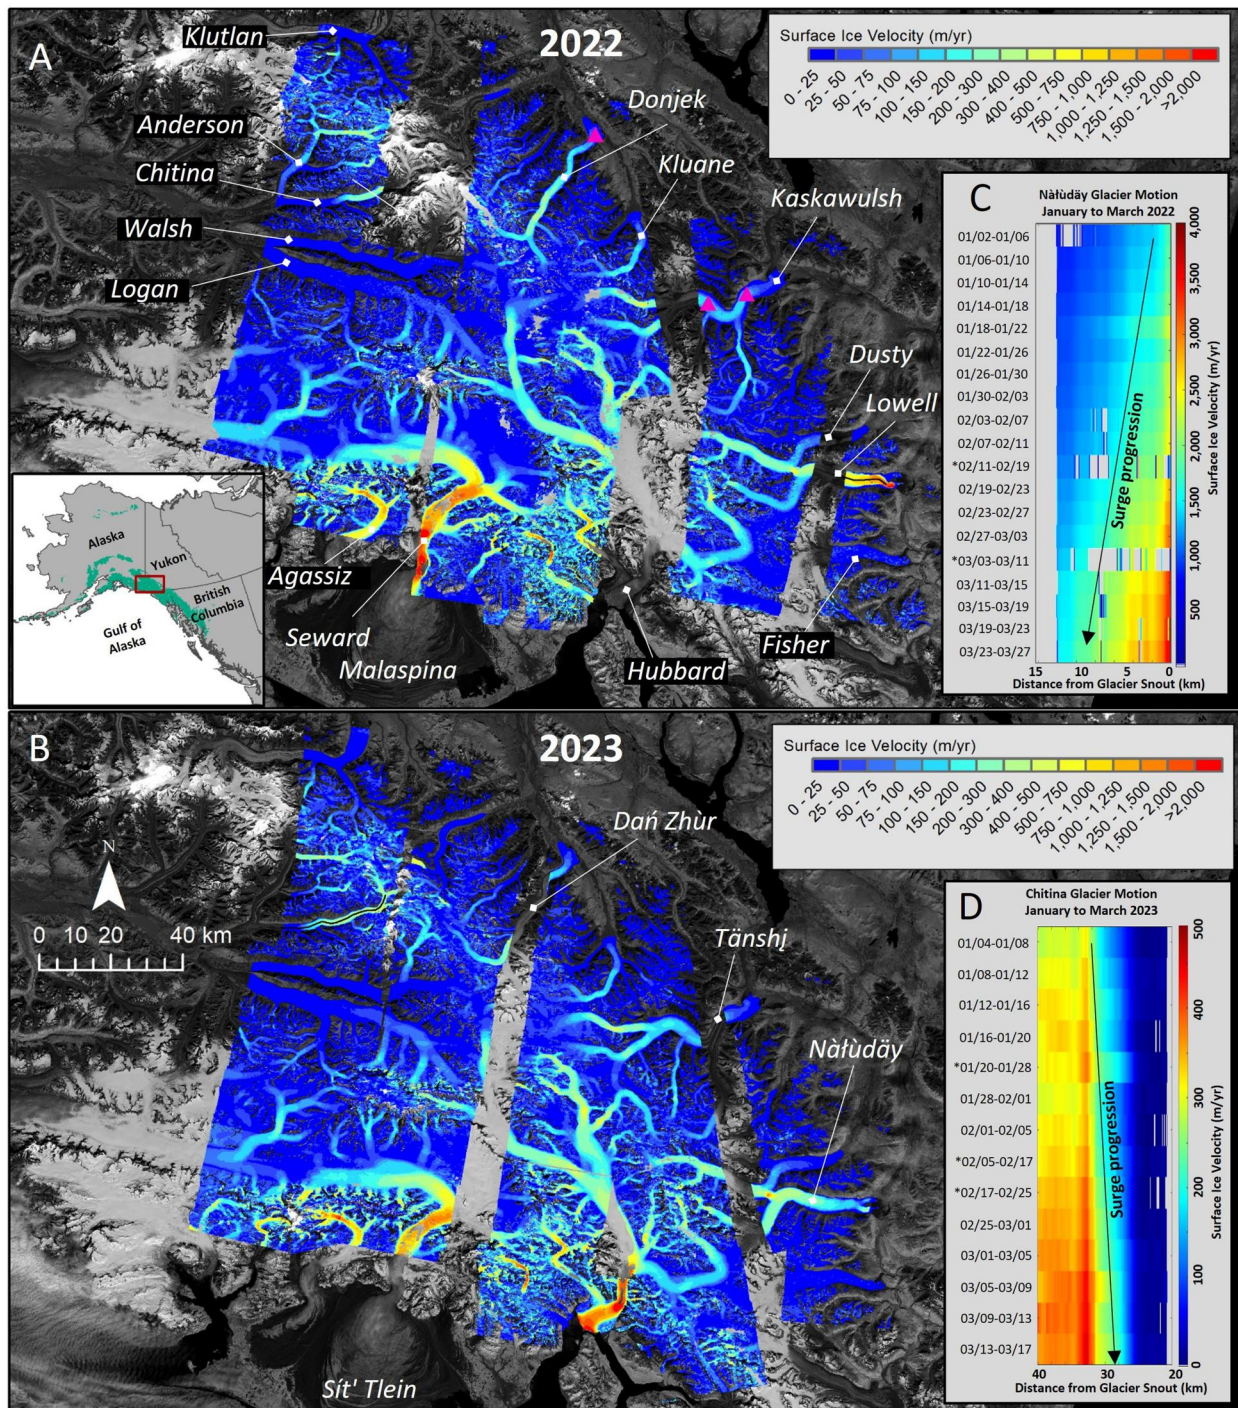 A
2022
Klutlan
Anderson
Chitina
Walsh
Logan
Donjek
Kluane
Kaskawulsh
Dusty
Lowell
Fisher
Hubbard
Agassiz
Seward
Malaspina
Surface Ice Velocity (m/yr)
0 - 25
25 - 50
50 - 75
75 - 100
100 - 150
150 - 200
200 - 300
300 - 400
400 - 500
500 - 750
750 - 1,000
1,000 - 1,250
1,250 - 1,500
1,500 - 2,000
>2,000
Alaska
Yukon
British
Columbia
Gulf of
Alaska
C
Nàłùdäy Glacier Motion
January to March 2022
01/02-01/06
01/06-01/10
01/10-01/14
01/14-01/18
01/18-01/22
01/22-01/26
01/26-01/30
01/30-02/03
02/03-02/07
02/07-02/11
*02/11-02/19
02/19-02/23
02/23-02/27
02/27-03/03
*03/03-03/11
03/11-03/15
03/15-03/19
03/19-03/23
03/23-03/27
Surge progression
15 10 5 0
Distance from Glacier Snout (km)
4,000
3,500
3,000
2,500
2,000
1,500
1,000
500
Surface Ice Velocity (m/yr)
B
2023
N
0 10 20 40 km
Dań Zhùr
Tänshį
Nàłùdäy
Sít' Tlein
Surface Ice Velocity (m/yr)
0 - 25
25 - 50
50 - 75
75 - 100
100 - 150
150 - 200
200 - 300
300 - 400
400 - 500
500 - 750
750 - 1,000
1,000 - 1,250
1,250 - 1,500
1,500 - 2,000
>2,000
D
Chitina Glacier Motion
January to March 2023
01/04-01/08
01/08-01/12
01/12-01/16
01/16-01/20
*01/20-01/28
01/28-02/01
02/01-02/05
*02/05-02/17
*02/17-02/25
02/25-03/01
03/01-03/05
03/05-03/09
03/09-03/13
03/13-03/17
Surge progression
40 30 20
Distance from Glacier Snout (km)
500
400
300
200
100
0
Surface Ice Velocity (m/yr)